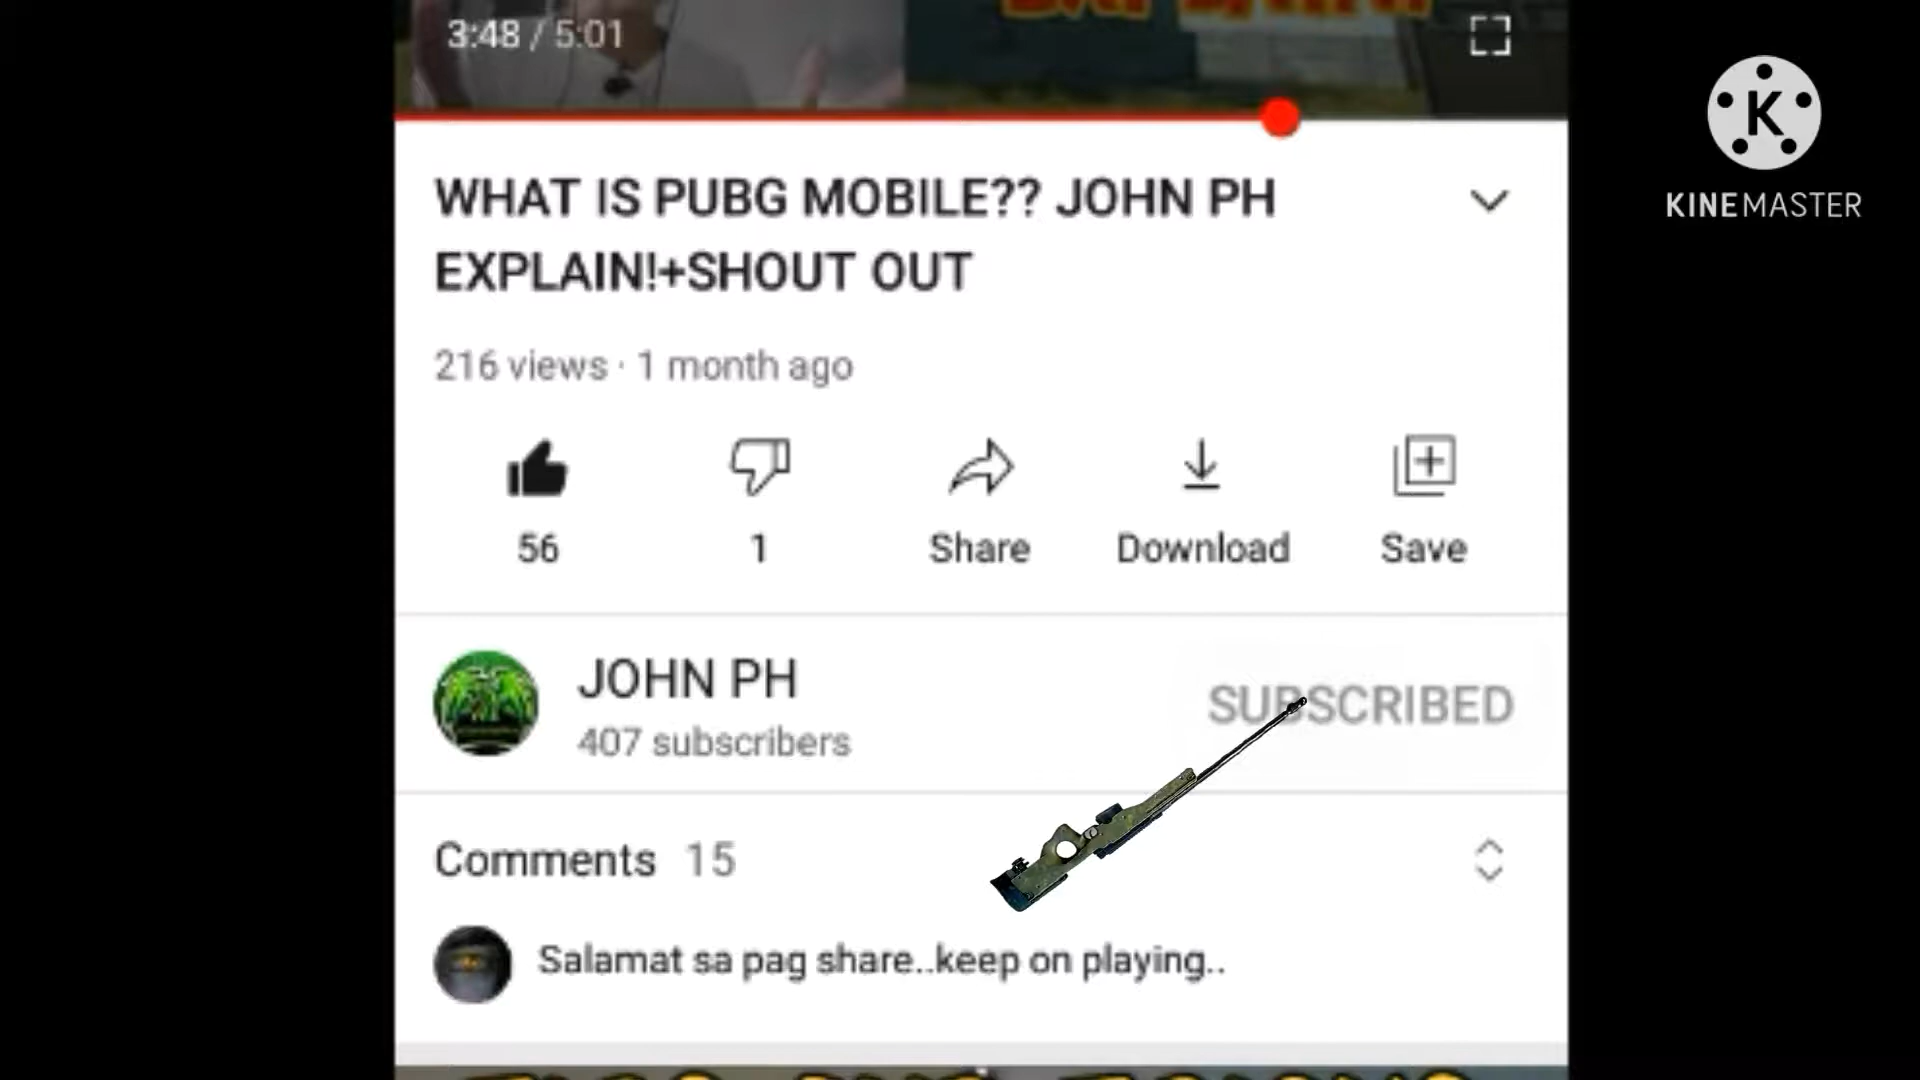 3:48 / 5:01
KINEMASTER
WHAT IS PUBG MOBILE?? JOHN PH
EXPLAIN!+SHOUT OUT
216 views · 1 month ago
56 1 Share Download Save
JOHN PH
SUBSCRIBED
407 subscribers
Comments 15
Salamat sa pag share..keep on playing..